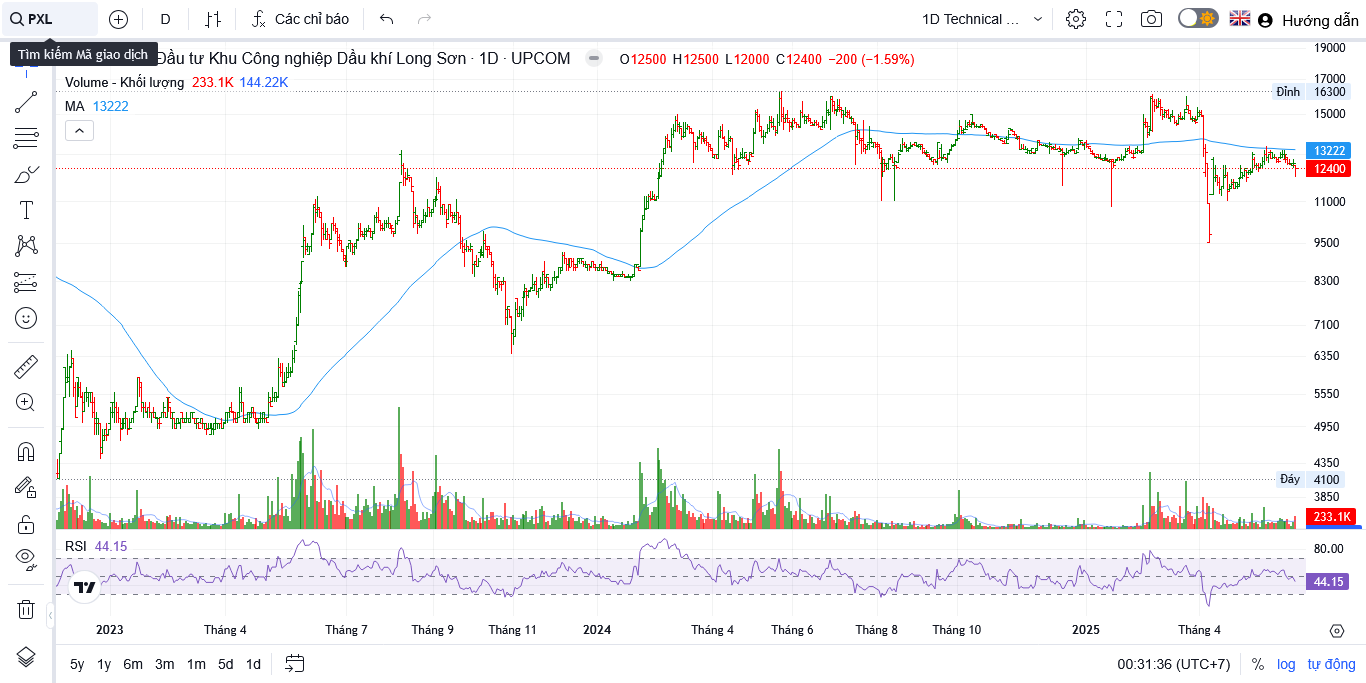 PXL
D
Các chỉ báo
1D Technical ...
Hướng dẫn
Tìm kiếm Mã giao dịch
Đầu tư Khu Công nghiệp Dầu khí Long Sơn · 1D · UPCOM
O12500 H12500 L12000 C12400 −200 (−1.59%)
Volume - Khối lượng 233.1K 144.22K
MA 13222
19000
17000
Đỉnh 16300
15000
13222
12400
11000
9500
8300
7100
6350
5550
4950
4350
Đáy 4100
3850
233.1K
RSI 44.15
80.00
44.15
2023 Tháng 4 Tháng 7 Tháng 9 Tháng 11 2024 Tháng 4 Tháng 6 Tháng 8 Tháng 10 2025 Tháng 4
5y 1y 6m 3m 1m 5d 1d
00:31:36 (UTC+7) % log tự động